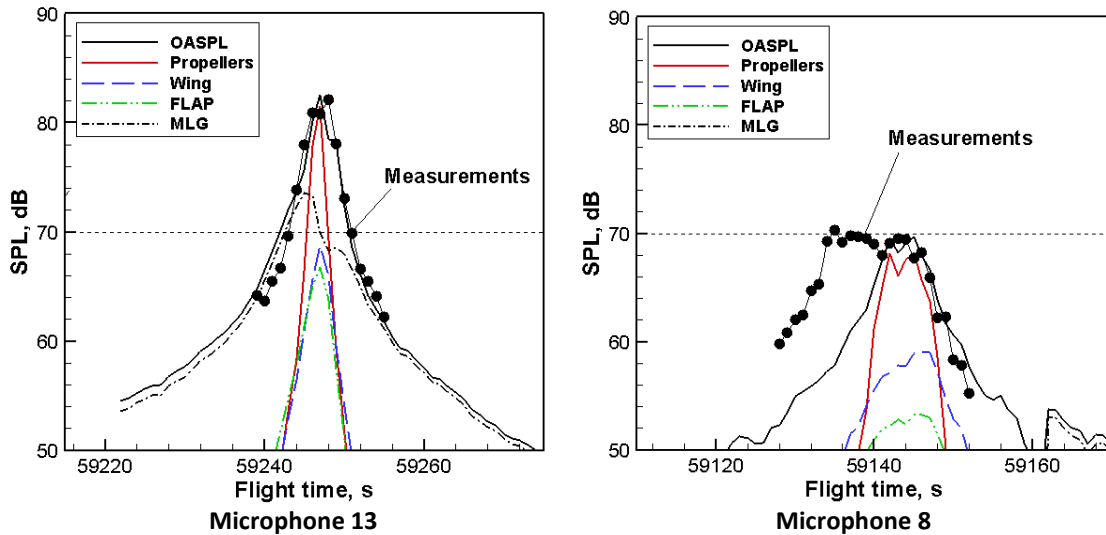 90
80
70
60
50
SPL, dB
OASPL
Propellers
Wing
FLAP
MLG
Measurements
59220
59240
59260
Flight time, s
Microphone 13
90
80
70
60
50
SPL, dB
OASPL
Propellers
Wing
FLAP
MLG
Measurements
59120
59140
59160
Flight time, s
Microphone 8